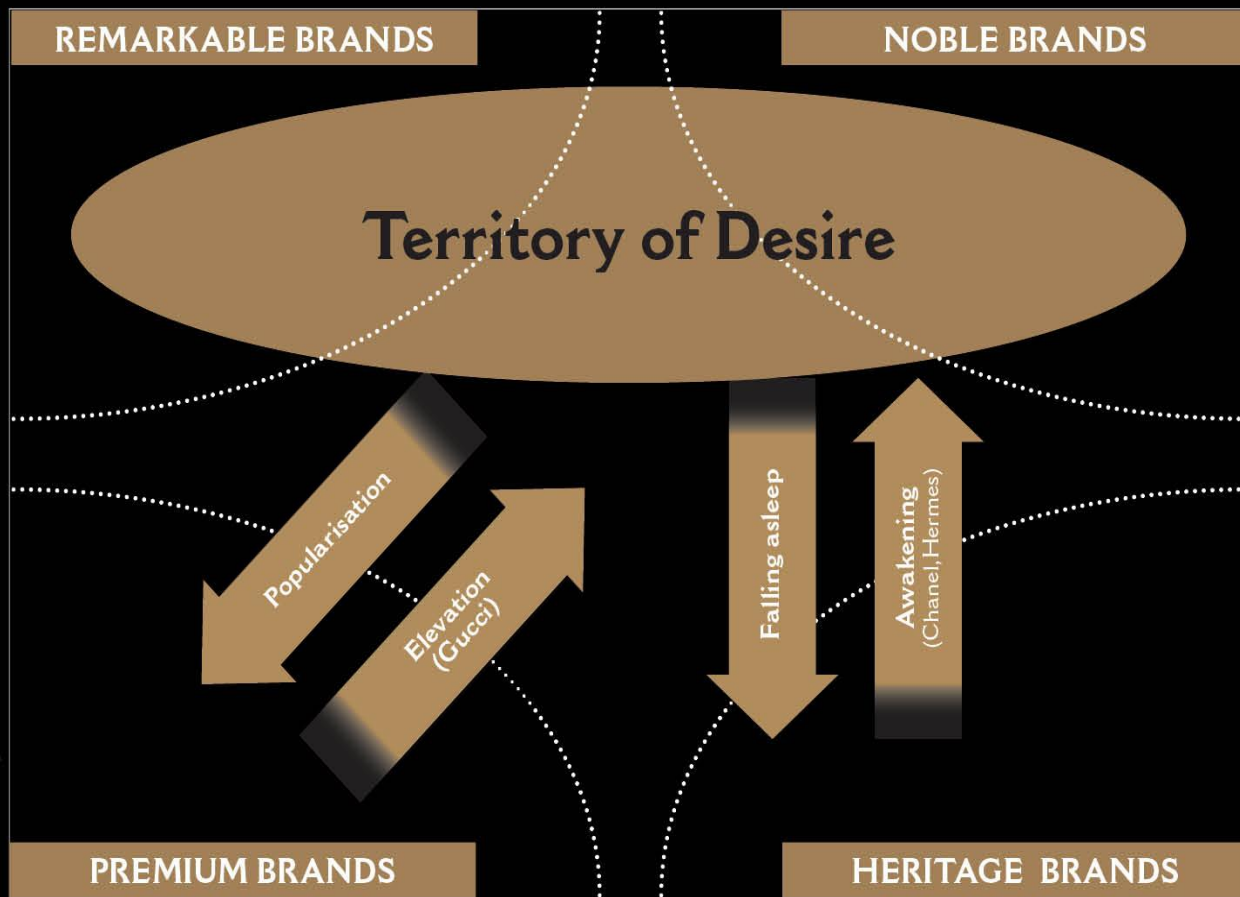 REMARKABLE BRANDS
NOBLE BRANDS
Territory of Desire
Popularisation
Elevation
(Gucci)
Falling asleep
Awakening
(Chanel,Hermes)
PREMIUM BRANDS
HERITAGE BRANDS